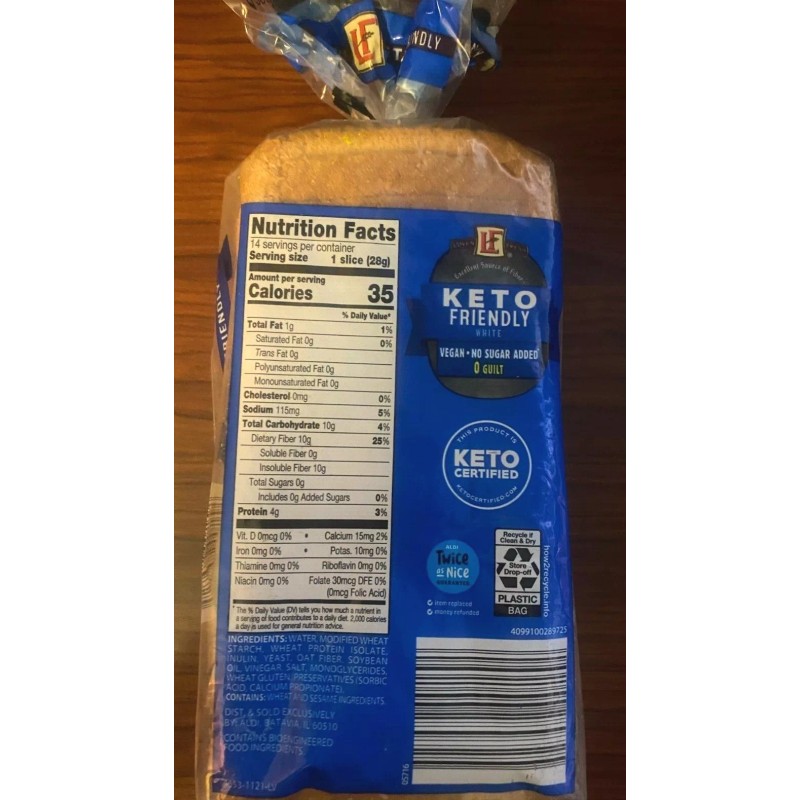 LF
NDLY
RIENDLY
Nutrition Facts
14 servings per container
Serving size 1 slice (28g)
Amount per serving
Calories 35
% Daily Value*
Total Fat 1g 1%
Saturated Fat 0g 0%
Trans Fat 0g
Polyunsaturated Fat 0g
Monounsaturated Fat 0g
Cholesterol 0mg 0%
Sodium 115mg 5%
Total Carbohydrate 10g 4%
Dietary Fiber 10g 25%
Soluble Fiber 0g
Insoluble Fiber 10g
Total Sugars 0g
Includes 0g Added Sugars 0%
Protein 4g 3%
Vit. D 0mcg 0% • Calcium 15mg 2%
Iron 0mg 0% • Potas. 10mg 0%
Thiamine 0mg 0% Riboflavin 0mg 0%
Niacin 0mg 0% Folate 30mcg DFE 0%
(0mcg Folic Acid)
*The % Daily Value (DV) tells you how much a nutrient in
a serving of food contributes to a daily diet. 2,000 calories
a day is used for general nutrition advice.
INGREDIENTS: WATER, MODIFIED WHEAT
STARCH, WHEAT PROTEIN ISOLATE,
INULIN, YEAST, OAT FIBER, SOYBEAN
OIL, VINEGAR, SALT, MONOGLYCERIDES,
WHEAT GLUTEN, PRESERVATIVES (SORBIC
ACID, CALCIUM PROPIONATE).
CONTAINS: WHEAT AND SESAME INGREDIENTS.
DIST. & SOLD EXCLUSIVELY
BY: ALDI BATAVIA, IL 60510
CONTAINS BIOENGINEERED
FOOD INGREDIENTS
LF
Excellent Source of Fiber
KETO
FRIENDLY
WHITE
VEGAN • NO SUGAR ADDED
0 GUILT
THIS PRODUCT IS
KETO
CERTIFIED
KETOCERTIFIED.COM
ALDI
Twice
as Nice
GUARANTEE
item replaced
money refunded
Recycle if
Clean & Dry
Store
Drop-off
PLASTIC
BAG
how2recycle.info
4099100289725
05716